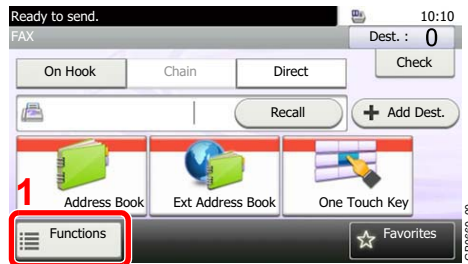 Ready to send.
10:10
FAX
Dest. :
0
On Hook
Chain
Direct
Check
Recall
Add Dest.
1
Address Book
Ext Address Book
One Touch Key
Functions
Favorites